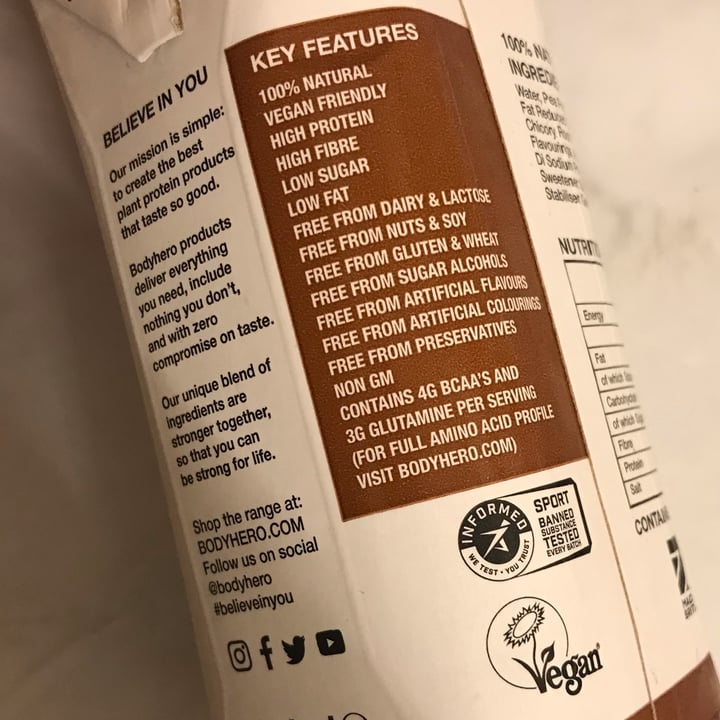 BELIEVE IN YOU
Our mission is simple:
to create the best
plant protein products
that taste so good.
Bodyhero products
deliver everything
you need, include
nothing you don't,
and with zero
compromise on taste.
Our unique blend of
ingredients are
stronger together,
so that you can
be strong for life.
Shop the range at:
BODYHERO.COM
Follow us on social
@bodyhero
#believeinyou
KEY FEATURES
100% NATURAL
VEGAN FRIENDLY
HIGH PROTEIN
HIGH FIBRE
LOW SUGAR
LOW FAT
FREE FROM DAIRY & LACTOSE
FREE FROM NUTS & SOY
FREE FROM GLUTEN & WHEAT
FREE FROM SUGAR ALCOHOLS
FREE FROM ARTIFICIAL FLAVOURS
FREE FROM ARTIFICIAL COLOURINGS
FREE FROM PRESERVATIVES
NON GM
CONTAINS 4G BCAA'S AND
3G GLUTAMINE PER SERVING
(FOR FULL AMINO ACID PROFILE
VISIT BODYHERO.COM)
INFORMED
WE TEST • YOU TRUST
SPORT
BANNED
SUBSTANCE
TESTED
EVERY BATCH
Vegan
100%
Water,
Chicory
Di Sodium
Energy
Fat
of which
of which
Fibre
Protein
Salt